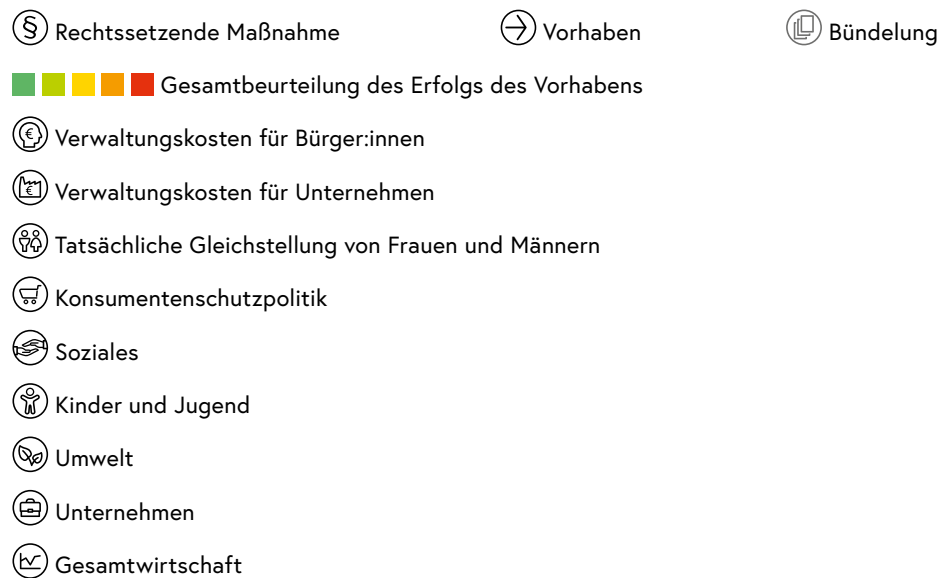 § Rechtssetzende Maßnahme Vorhaben Bündelung
Gesamtbeurteilung des Erfolgs des Vorhabens
€ Verwaltungskosten für Bürger:innen
€ Verwaltungskosten für Unternehmen
Tatsächliche Gleichstellung von Frauen und Männern
Konsumentenschutzpolitik
Soziales
Kinder und Jugend
Umwelt
Unternehmen
Gesamtwirtschaft